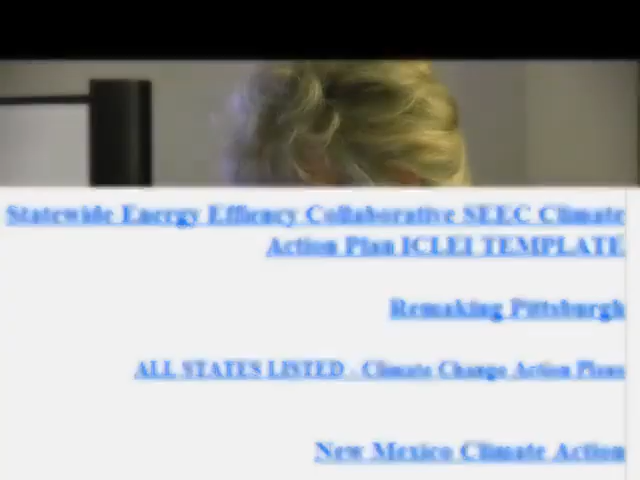 Statewide Energy Effiency Collaborative SEEC Climate
Action Plan ICLEI TEMPLATE
Remaking Pittsburgh
ALL STATES LISTED - Climate Change Action Plans
New Mexico Climate Action